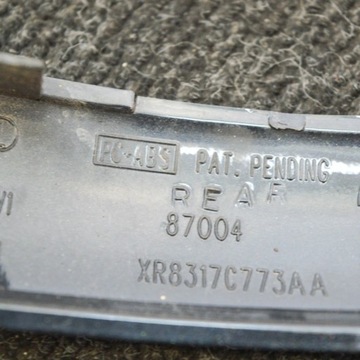 PC-ABS PAT. PENDING
REAR
87004
XR8317C773AA